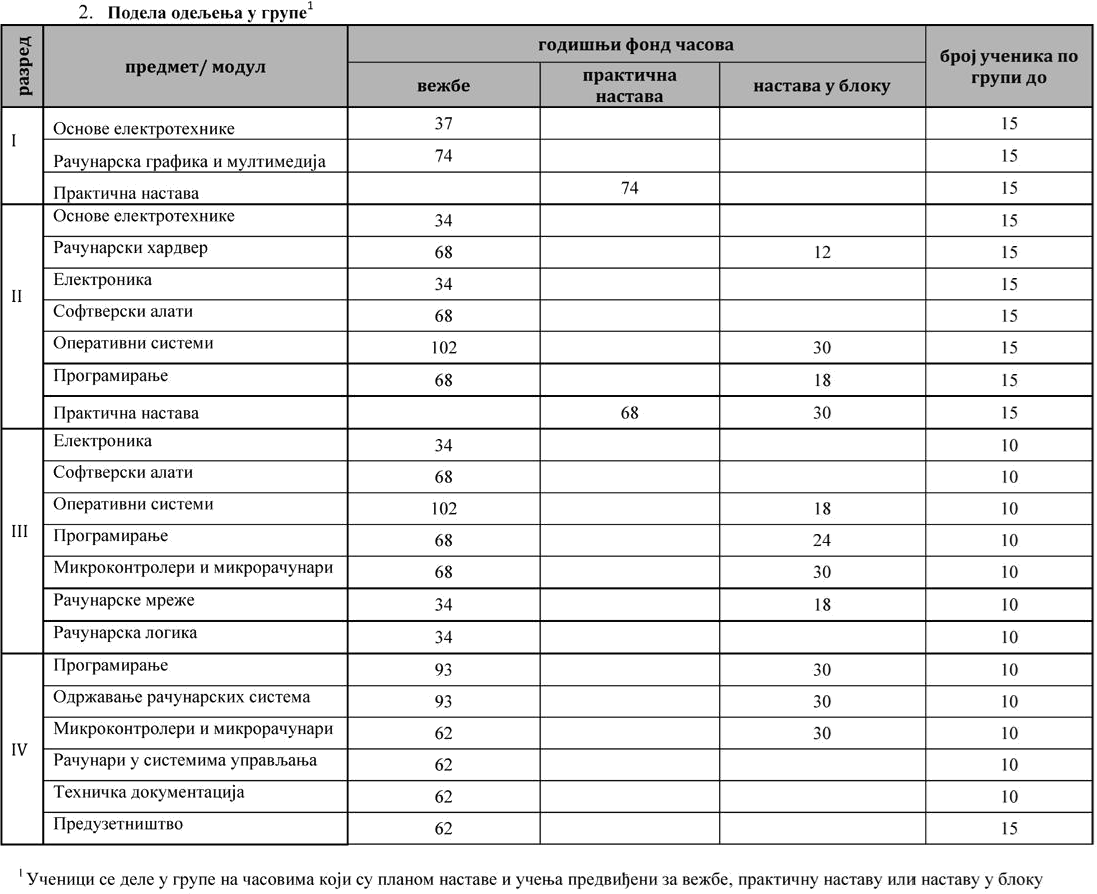 2. Подела одељења у групе1
разред предмет/ модул годишњи фонд часова број ученика по групи до
вежбе практична настава настава у блоку
I
Основе електротехнике 37 15
Рачунарска графика и мултимедија 74 15
Практична настава 74 15
II
Основе електротехнике 34 15
Рачунарски хардвер 68 12 15
Електроника 34 15
Софтверски алати 68 15
Оперативни системи 102 30 15
Програмирање 68 18 15
Практична настава 68 30 15
III
Електроника 34 10
Софтверски алати 68 10
Оперативни системи 102 18 10
Програмирање 68 24 10
Микроконтролери и микрорачунари 68 30 10
Рачунарске мреже 34 18 10
Рачунарска логика 34 10
IV
Програмирање 93 30 10
Одржавање рачунарских система 93 30 10
Микроконтролери и микрорачунари 62 30 10
Рачунари у системима управљања 62 10
Техничка документација 62 10
Предузетништво 62 15
1 Ученици се деле у групе на часовима који су планом наставе и учења предвиђени за вежбе, практичну наставу или наставу у блоку